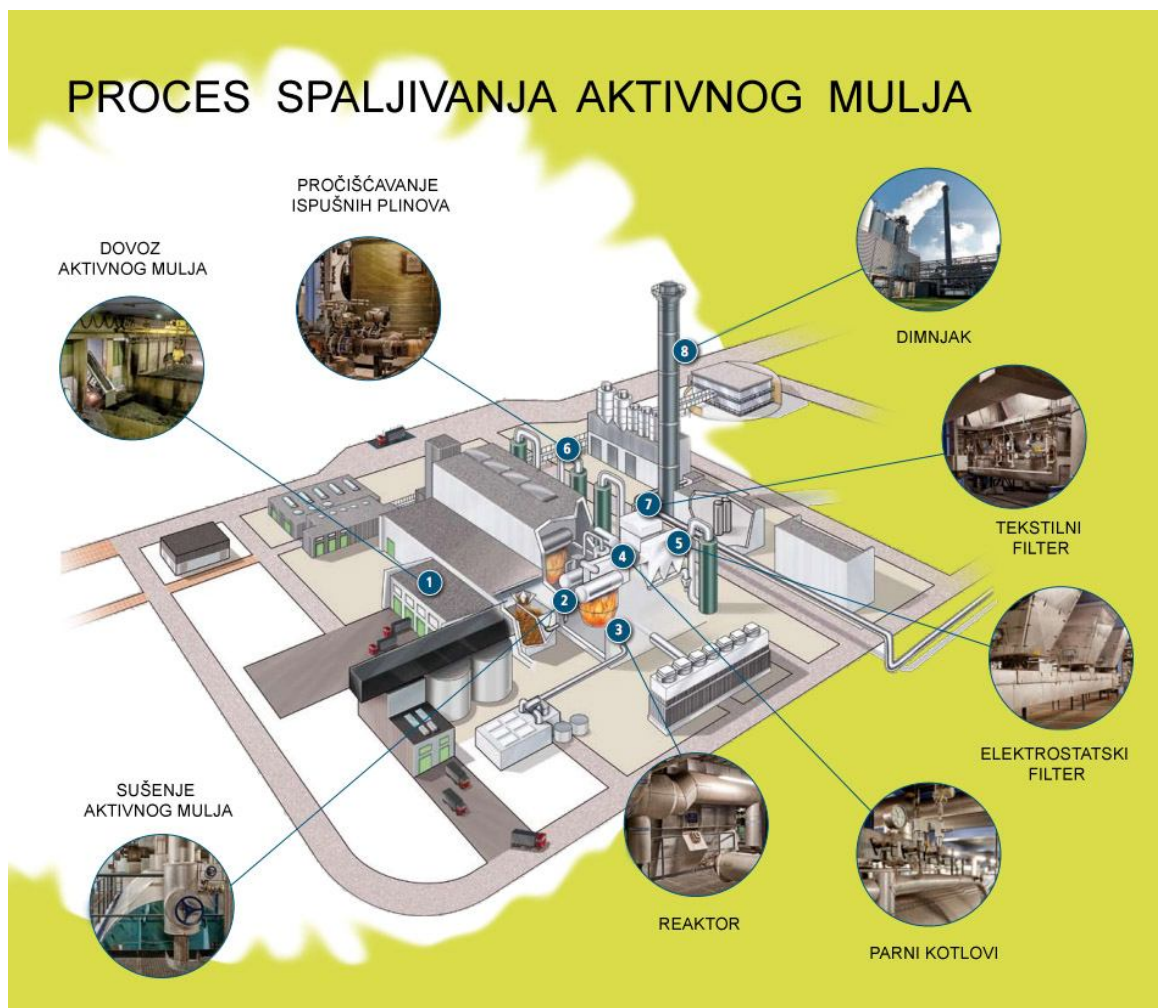 PROCES SPALJIVANJA AKTIVNOG MULJA
PROČIŠĆAVANJE
ISPUŠNIH PLINOVA
DOVOZ
AKTIVNOG MULJA
DIMNJAK
8
TEKSTILNI
FILTER
6
7
5
4
1
2
3
ELEKTROSTATSKI
FILTER
SUŠENJE
AKTIVNOG MULJA
REAKTOR
PARNI KOTLOVI